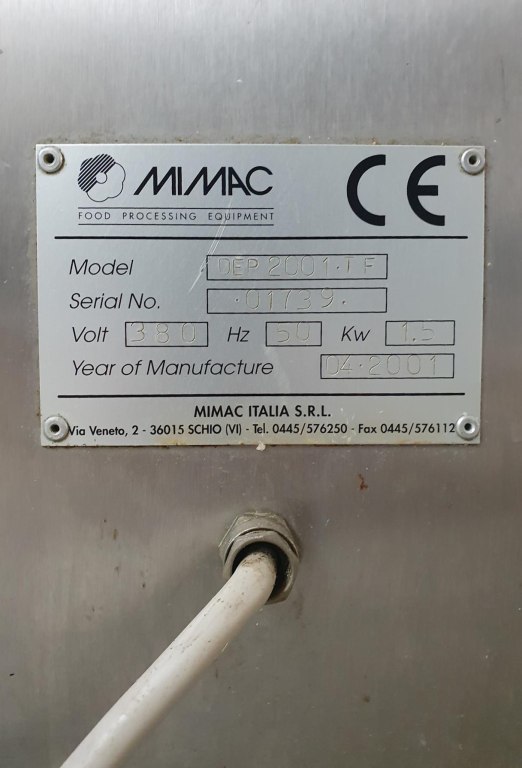 MIMAC CE
FOOD PROCESSING EQUIPMENT
Model DEP 2001·TF
Serial No. ·01739·
Volt 380 Hz 50 Kw 1.5
Year of Manufacture 04·2001
MIMAC ITALIA S.R.L.
Via Veneto, 2 - 36015 SCHIO (VI) - Tel. 0445/576250 - Fax 0445/576112